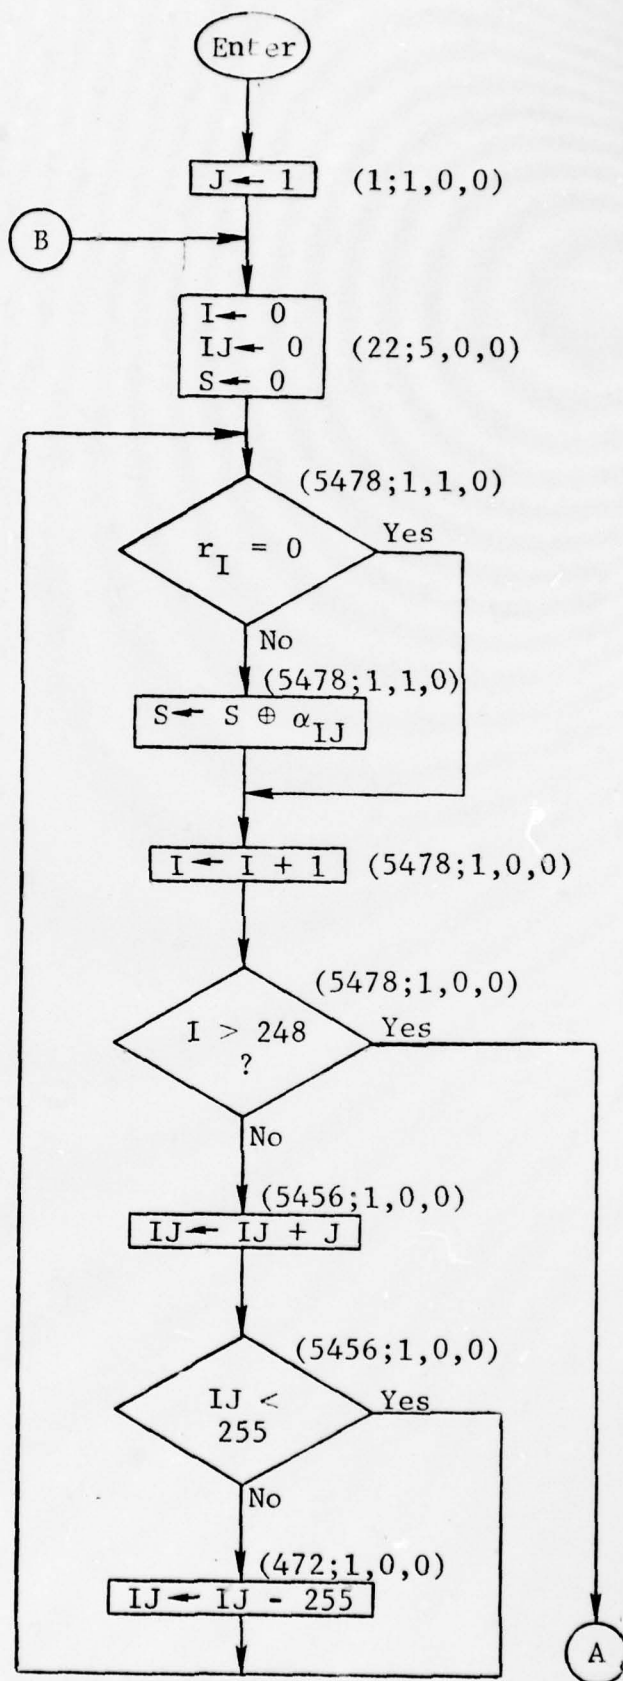 Enter
J ← 1 (1;1,0,0)
B
I ← 0
IJ ← 0 (22;5,0,0)
S ← 0
(5478;1,1,0)
r_I = 0 Yes
No
(5478;1,1,0)
S ← S ⊕ α_IJ
I ← I + 1 (5478;1,0,0)
(5478;1,0,0)
I > 248 Yes
?
No
(5456;1,0,0)
IJ ← IJ + J
(5456;1,0,0)
IJ < Yes
255
No
(472;1,0,0)
IJ ← IJ - 255
A